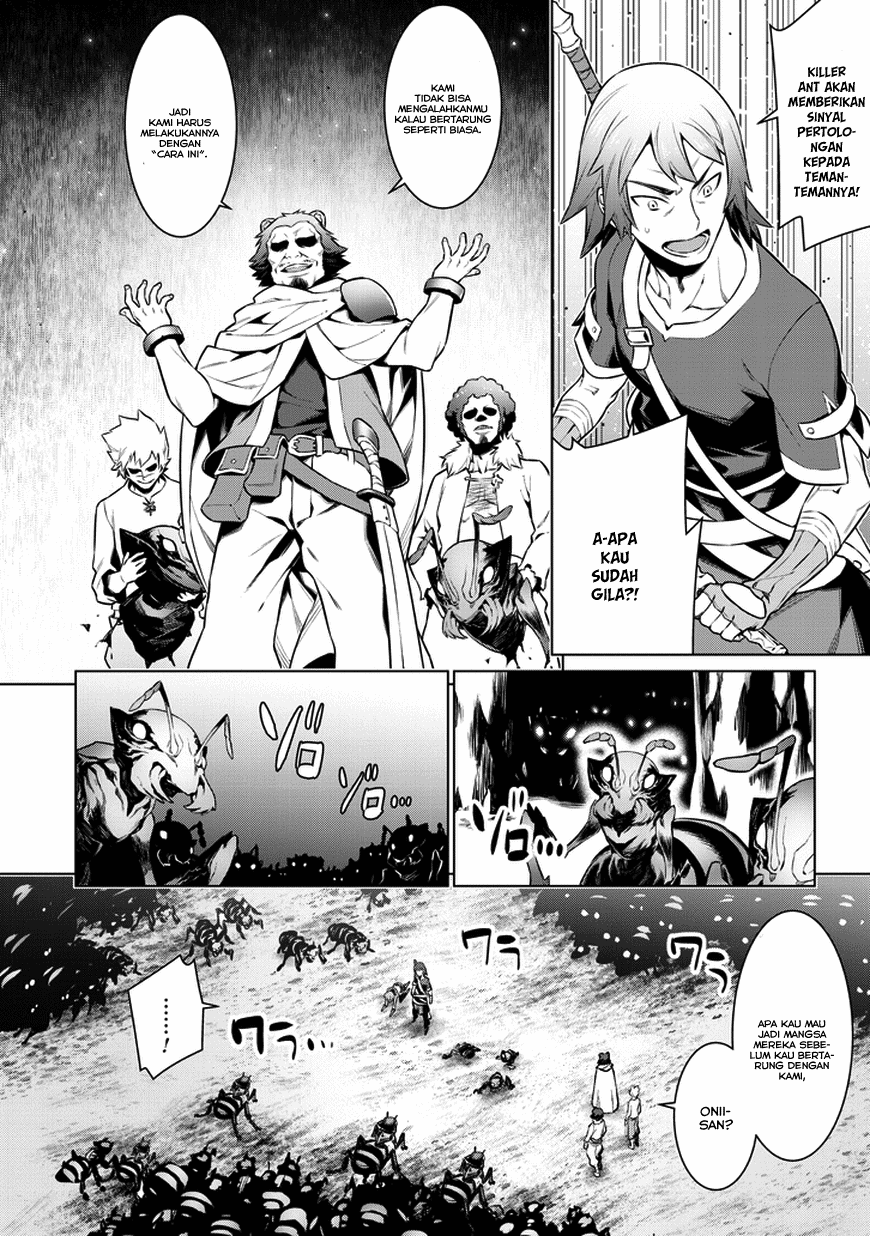 KILLER
ANT AKAN
MEMBERIKAN
SINYAL
PERTOLO-
NGAN
KEPADA
TEMAN-
TEMANNYA!
A-APA
KAU
SUDAH
GILA?!
KAMI
TIDAK BISA
MENGALAHKANMU
KALAU BERTARUNG
SEPERTI BIASA.
JADI
KAMI HARUS
MELAKUKANNYA
DENGAN
"CARA INI".
ゾロ...
ゾロ...
ワラ
ワラ
ワラ...
APA KAU MAU
JADI MANGSA
MEREKA SEBE-
LUM KAU BERTA-
RUNG DENGAN
KAMI,
ONII-
SAN?
......!